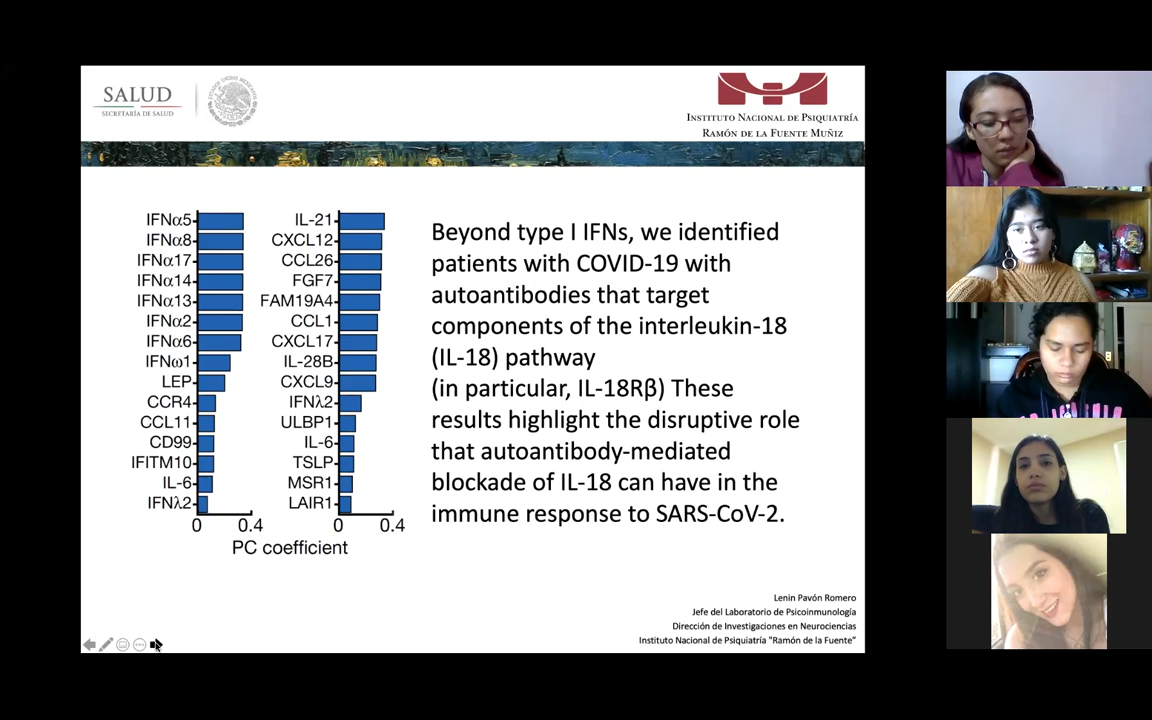 SALUD
SECRETARÍA DE SALUD
INSTITUTO NACIONAL DE PSIQUIATRÍA
RAMÓN DE LA FUENTE MUÑIZ
IFNα5
IFNα8
IFNα17
IFNα14
IFNα13
IFNα2
IFNα6
IFNω1
LEP
CCR4
CCL11
CD99
IFITM10
IL-6
IFNλ2
0 0.4
IL-21
CXCL12
CCL26
FGF7
FAM19A4
CCL1
CXCL17
IL-28B
CXCL9
IFNλ2
ULBP1
IL-6
TSLP
MSR1
LAIR1
0 0.4
PC coefficient
Beyond type I IFNs, we identified
patients with COVID-19 with
autoantibodies that target
components of the interleukin-18
(IL-18) pathway
(in particular, IL-18Rβ) These
results highlight the disruptive role
that autoantibody-mediated
blockade of IL-18 can have in the
immune response to SARS-CoV-2.
Lenin Pavón Romero
Jefe del Laboratorio de Psicoinmunología
Dirección de Investigaciones en Neurociencias
Instituto Nacional de Psiquiatría "Ramón de la Fuente"